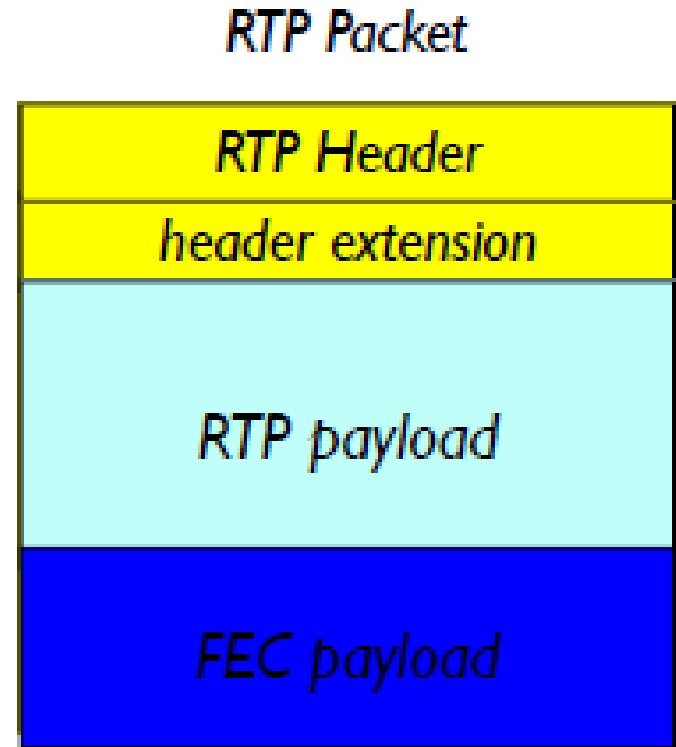 RTP Packet
RTP Header
header extension
RTP payload
FEC payload